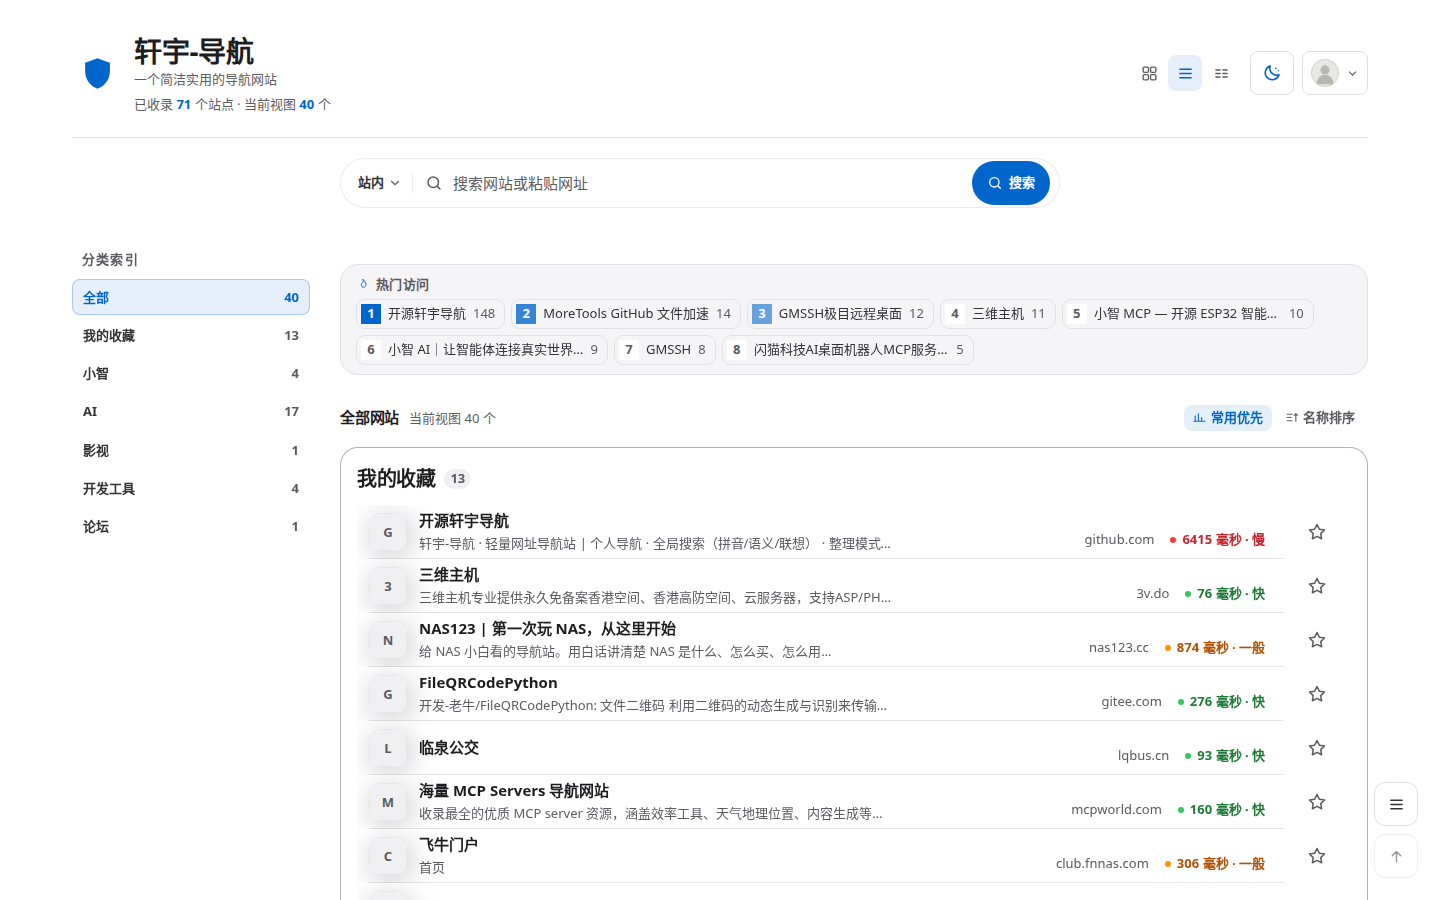 轩宇-导航
一个简洁实用的导航网站
已收录 71 个站点 · 当前视图 40 个
站内
搜索网站或粘贴网址
搜索
分类索引
全部 40
我的收藏 13
小智 4
AI 17
影视 1
开发工具 4
论坛 1
热门访问
1 开源轩宇导航 148
2 MoreTools GitHub 文件加速 14
3 GMSSH极目远程桌面 12
4 三维主机 11
5 小智 MCP — 开源 ESP32 智能... 10
6 小智 AI｜让智能体连接真实世界... 9
7 GMSSH 8
8 闪猫科技AI桌面机器人MCP服务... 5
全部网站 当前视图 40 个
常用优先
名称排序
我的收藏 13
G
开源轩宇导航
轩宇-导航 · 轻量网址导航站 | 个人导航 · 全局搜索（拼音/语义/联想） · 整理模式...
github.com 6415 毫秒 · 慢
3
三维主机
三维主机专业提供永久免备案香港空间、香港高防空间、云服务器，支持ASP/PH...
3v.do 76 毫秒 · 快
N
NAS123 | 第一次玩 NAS，从这里开始
给 NAS 小白看的导航站。用白话讲清楚 NAS 是什么、怎么买、怎么用...
nas123.cc 874 毫秒 · 一般
G
FileQRCodePython
开发-老牛/FileQRCodePython: 文件二维码 利用二维码的动态生成与识别来传输...
gitee.com 276 毫秒 · 快
L
临泉公交
lqbus.cn 93 毫秒 · 快
M
海量 MCP Servers 导航网站
收录最全的优质 MCP server 资源，涵盖效率工具、天气地理位置、内容生成等...
mcpworld.com 160 毫秒 · 快
C
飞牛门户
首页
club.fnnas.com 306 毫秒 · 一般